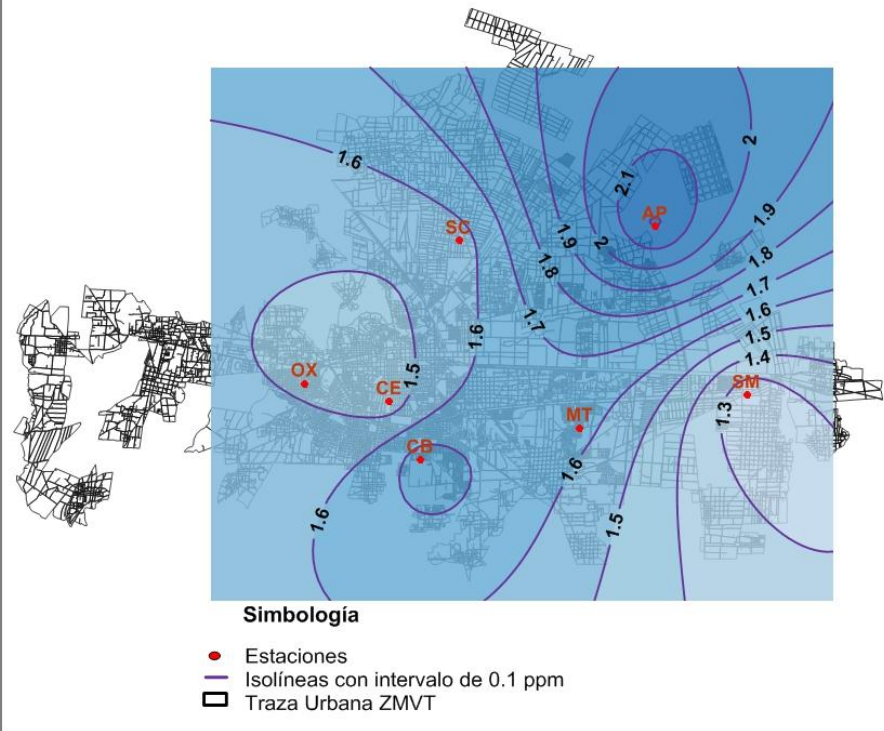 2
1.6
2.1
AP
SC
1.9
1.9
2
1.8
1.8
1.7
1.7
1.6
1.6
1.5
1.4
OX
CE
1.5
SM
MT
1.3
CB
1.6
1.6
1.5
Simbología
Estaciones
Isolíneas con intervalo de 0.1 ppm
Traza Urbana ZMVT